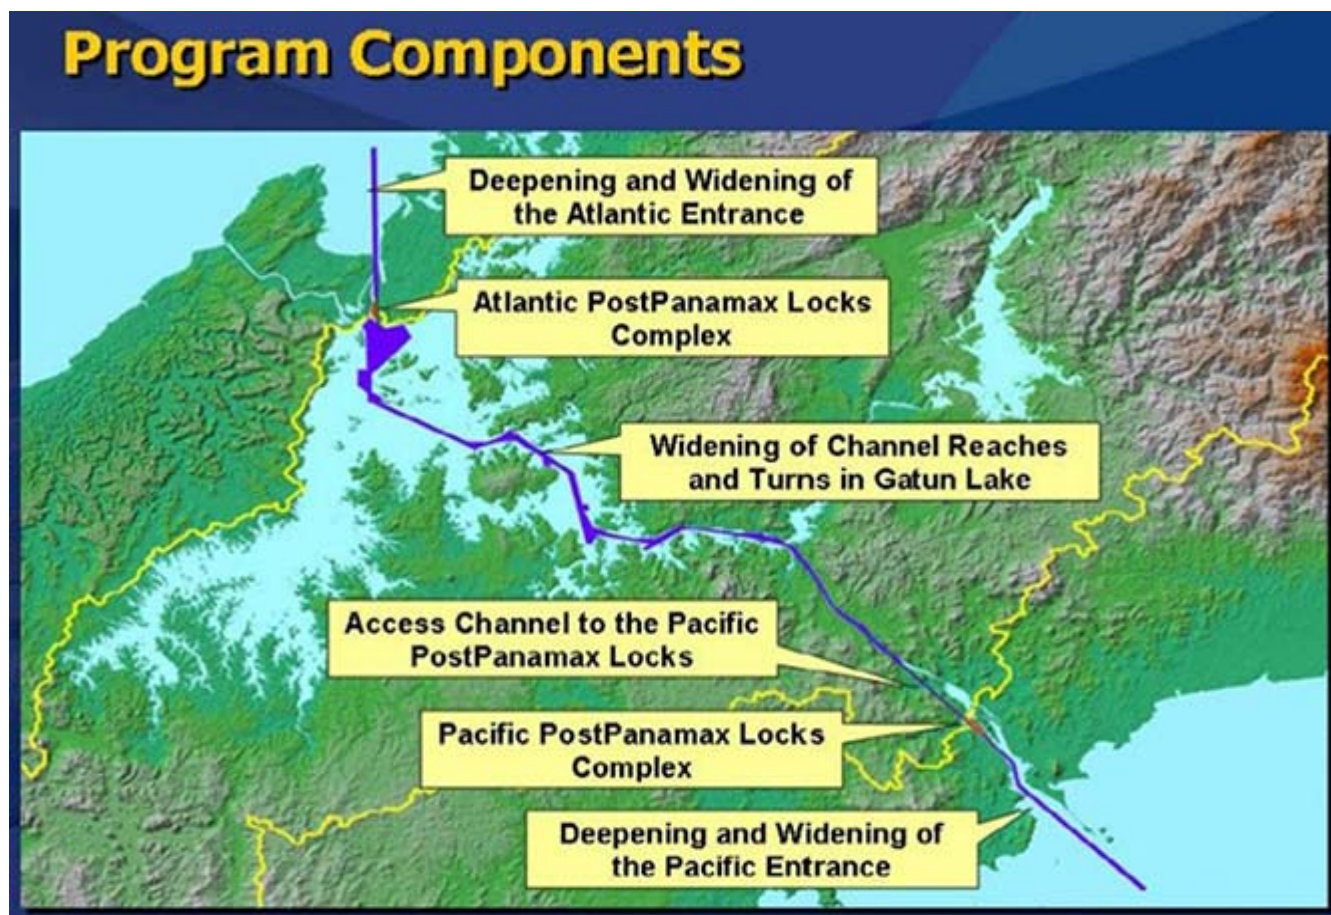 Program Components
Deepening and Widening of
the Atlantic Entrance
Atlantic PostPanamax Locks
Complex
Widening of Channel Reaches
and Turns in Gatun Lake
Access Channel to the Pacific
PostPanamax Locks
Pacific PostPanamax Locks
Complex
Deepening and Widening of
the Pacific Entrance